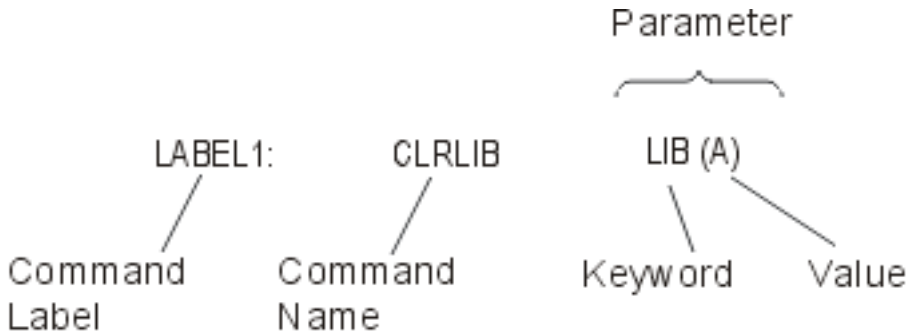 Parameter
LABEL1: CLRLIB LIB (A)
Command Command Keyword Value
Label Name